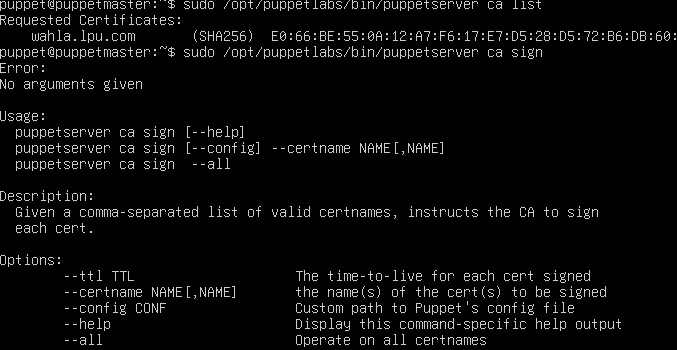 puppet@puppetmaster:~$ sudo /opt/puppetlabs/bin/puppetserver ca list
Requested Certificates:
    wahla.lpu.com       (SHA256)  E0:66:BE:55:0A:12:A7:F6:17:E7:D5:28:D5:72:B6:DB:60:
puppet@puppetmaster:~$ sudo /opt/puppetlabs/bin/puppetserver ca sign
Error:
No arguments given

Usage:
  puppetserver ca sign [--help]
  puppetserver ca sign [--config] --certname NAME[,NAME]
  puppetserver ca sign  --all

Description:
  Given a comma-separated list of valid certnames, instructs the CA to sign
  each cert.

Options:
        --ttl TTL                    The time-to-live for each cert signed
        --certname NAME[,NAME]       the name(s) of the cert(s) to be signed
        --config CONF                Custom path to Puppet's config file
        --help                       Display this command-specific help output
        --all                        Operate on all certnames